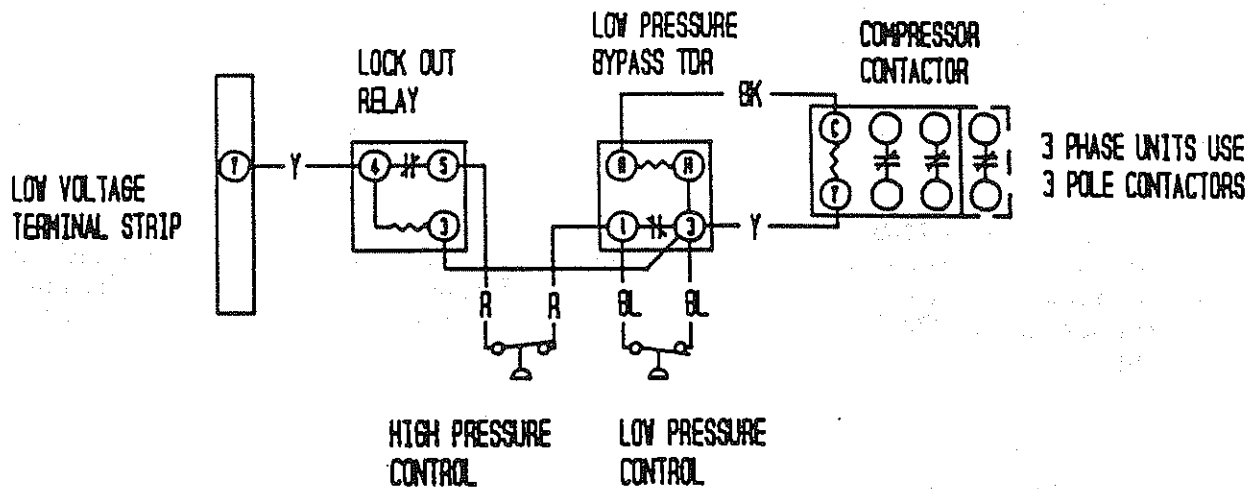 LOW PRESSURE
BYPASS TDR
COMPRESSOR
CONTACTOR
LOCK OUT
RELAY
BK
C
Y
Y
4
5
H
H
3 PHASE UNITS USE
3 POLE CONTACTORS
LOW VOLTAGE
TERMINAL STRIP
3
1
3
Y
Y
R
R
BL
BL
HIGH PRESSURE
CONTROL
LOW PRESSURE
CONTROL